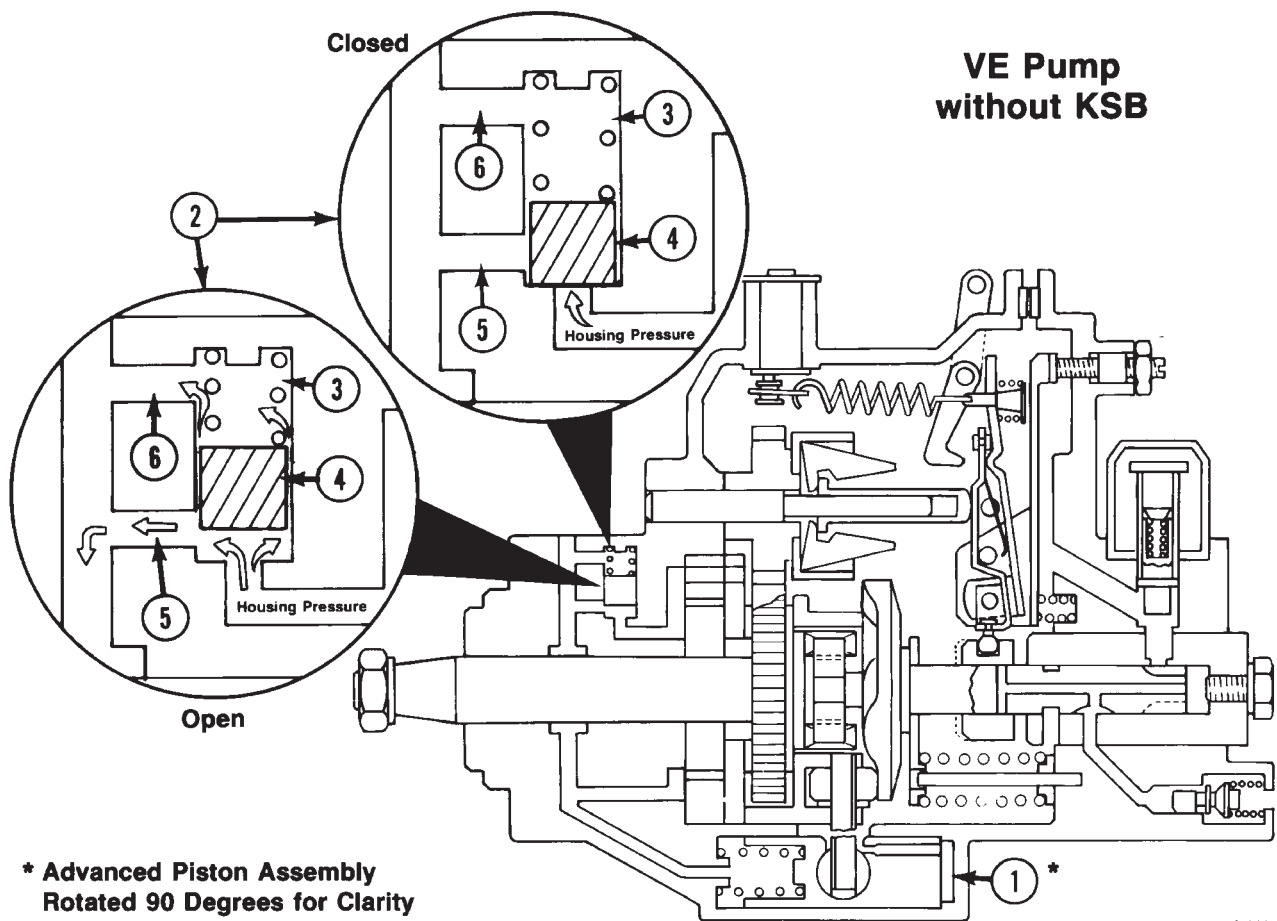 Closed
VE Pump
without KSB
3
6
2
4
5
Housing Pressure
3
6
4
5
Housing Pressure
Open
1 *
* Advanced Piston Assembly
Rotated 90 Degrees for Clarity